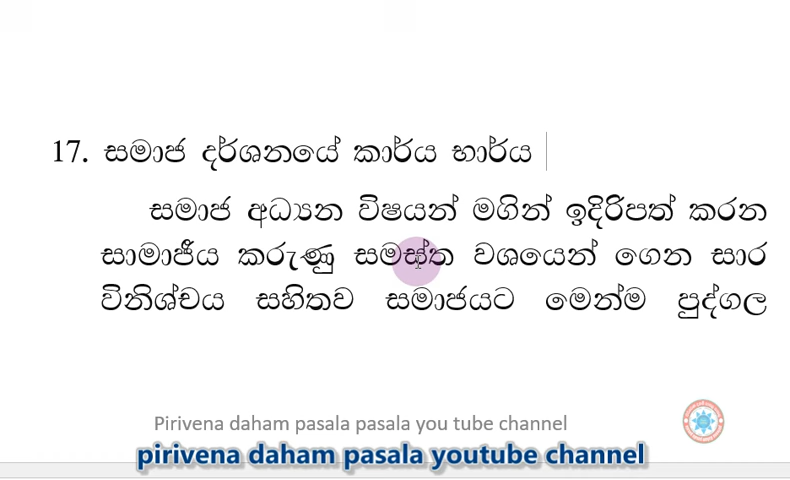 17. සමාජ දර්ශනයේ කාර්ය භාර්ය
සමාජ අධ්‍යන විෂයන් මගින් ඉදිරිපත් කරන
සාමාජීය කරුණු සමස්ත වශයෙන් ගෙන සාර
විනිශ්චය සහිතව සමාජයට මෙන්ම පුද්ගල
Pirivena daham pasala pasala you tube channel
pirivena daham pasala youtube channel